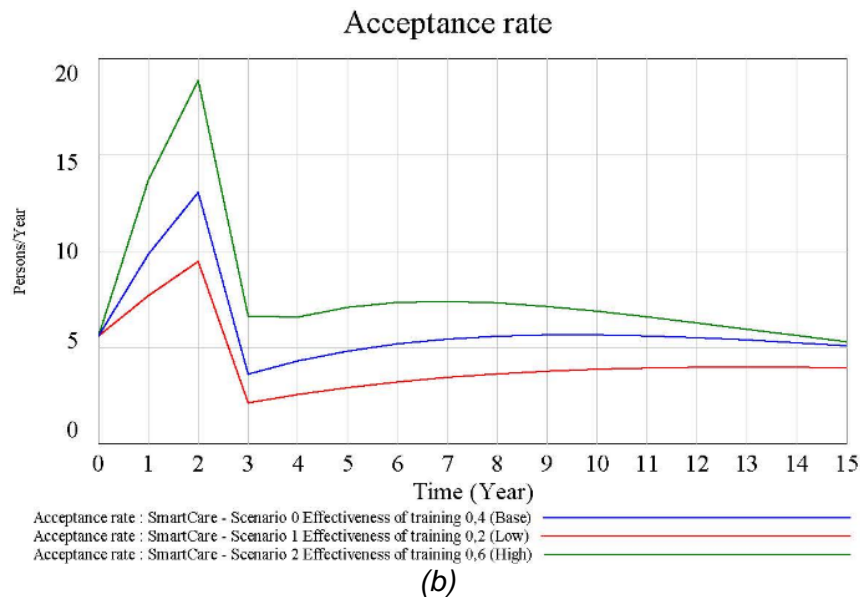 Acceptance rate
20
15
10
5
0
Persons/Year
0 1 2 3 4 5 6 7 8 9 10 11 12 13 14 15
Time (Year)
Acceptance rate : SmartCare - Scenario 0 Effectiveness of training 0,4 (Base)
Acceptance rate : SmartCare - Scenario 1 Effectiveness of training 0,2 (Low)
Acceptance rate : SmartCare - Scenario 2 Effectiveness of training 0,6 (High)
(b)